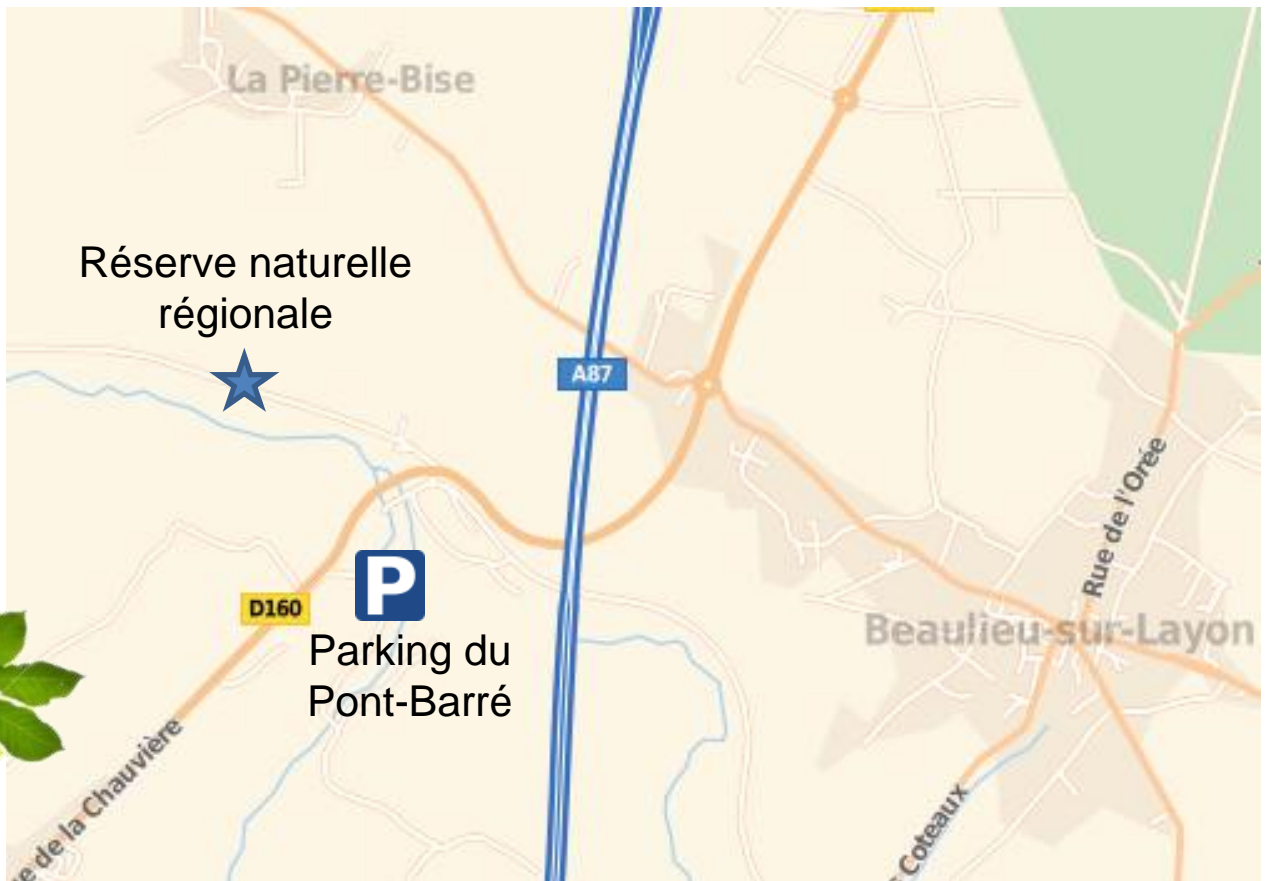 La Pierre-Bise
Réserve naturelle
régionale
A87
Rue de l'Orée
D160
P
Beaulieu-sur-Layon
Parking du
Pont-Barré
de la Chauvière
Coteaux